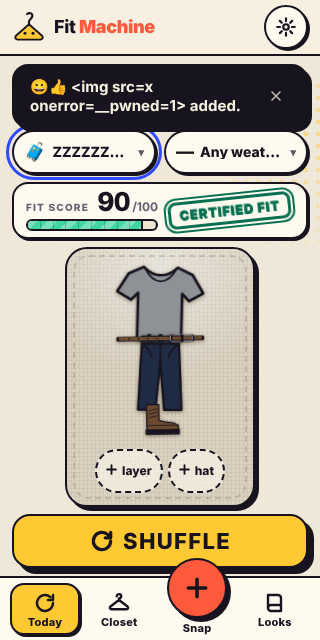 Fit Machine
😀👍 <img src=x
onerror=__pwned=1> added.
ZZZZZZ...
Any weat...
FIT SCORE 90/100
CERTIFIED FIT
+ layer
+ hat
SHUFFLE
Today
Closet
Snap
Looks